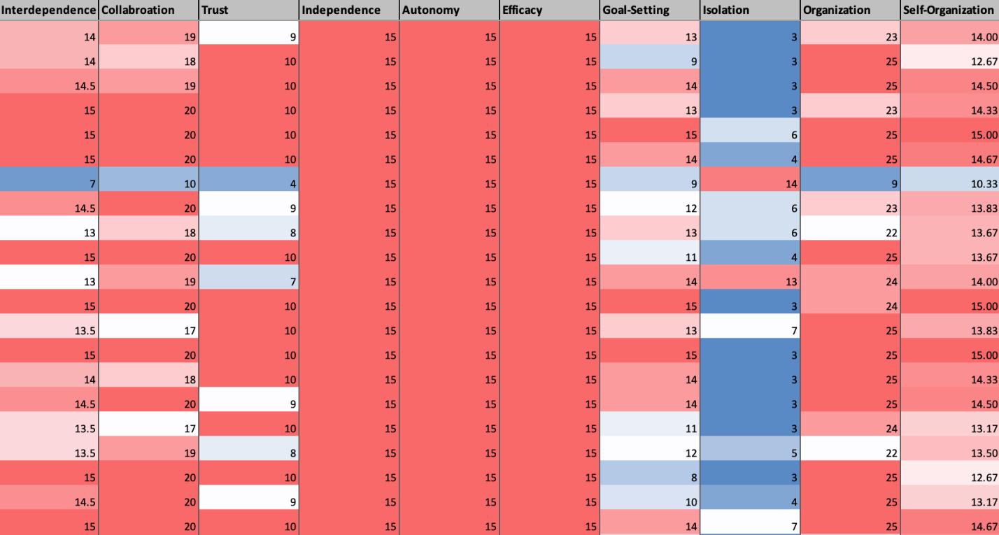 Interdependence Collabroation Trust Independence Autonomy Efficacy Goal-Setting Isolation Organization Self-Organization
14 19 9 15 15 15 13 3 23 14.00
14 18 10 15 15 15 9 3 25 12.67
14.5 19 10 15 15 15 14 3 25 14.50
15 20 10 15 15 15 13 3 23 14.33
15 20 10 15 15 15 15 6 25 15.00
15 20 10 15 15 15 14 4 25 14.67
7 10 4 15 15 15 9 14 9 10.33
14.5 20 9 15 15 15 12 6 23 13.83
13 18 8 15 15 15 13 6 22 13.67
15 20 10 15 15 15 11 4 25 13.67
13 19 7 15 15 15 14 13 24 14.00
15 20 10 15 15 15 15 3 24 15.00
13.5 17 10 15 15 15 13 7 25 13.83
15 20 10 15 15 15 15 3 25 15.00
14 18 10 15 15 15 14 3 25 14.33
14.5 20 9 15 15 15 14 3 25 14.50
13.5 17 10 15 15 15 11 3 24 13.17
13.5 19 8 15 15 15 12 5 22 13.50
15 20 10 15 15 15 8 3 25 12.67
14.5 20 9 15 15 15 10 4 25 13.17
15 20 10 15 15 15 14 7 25 14.67